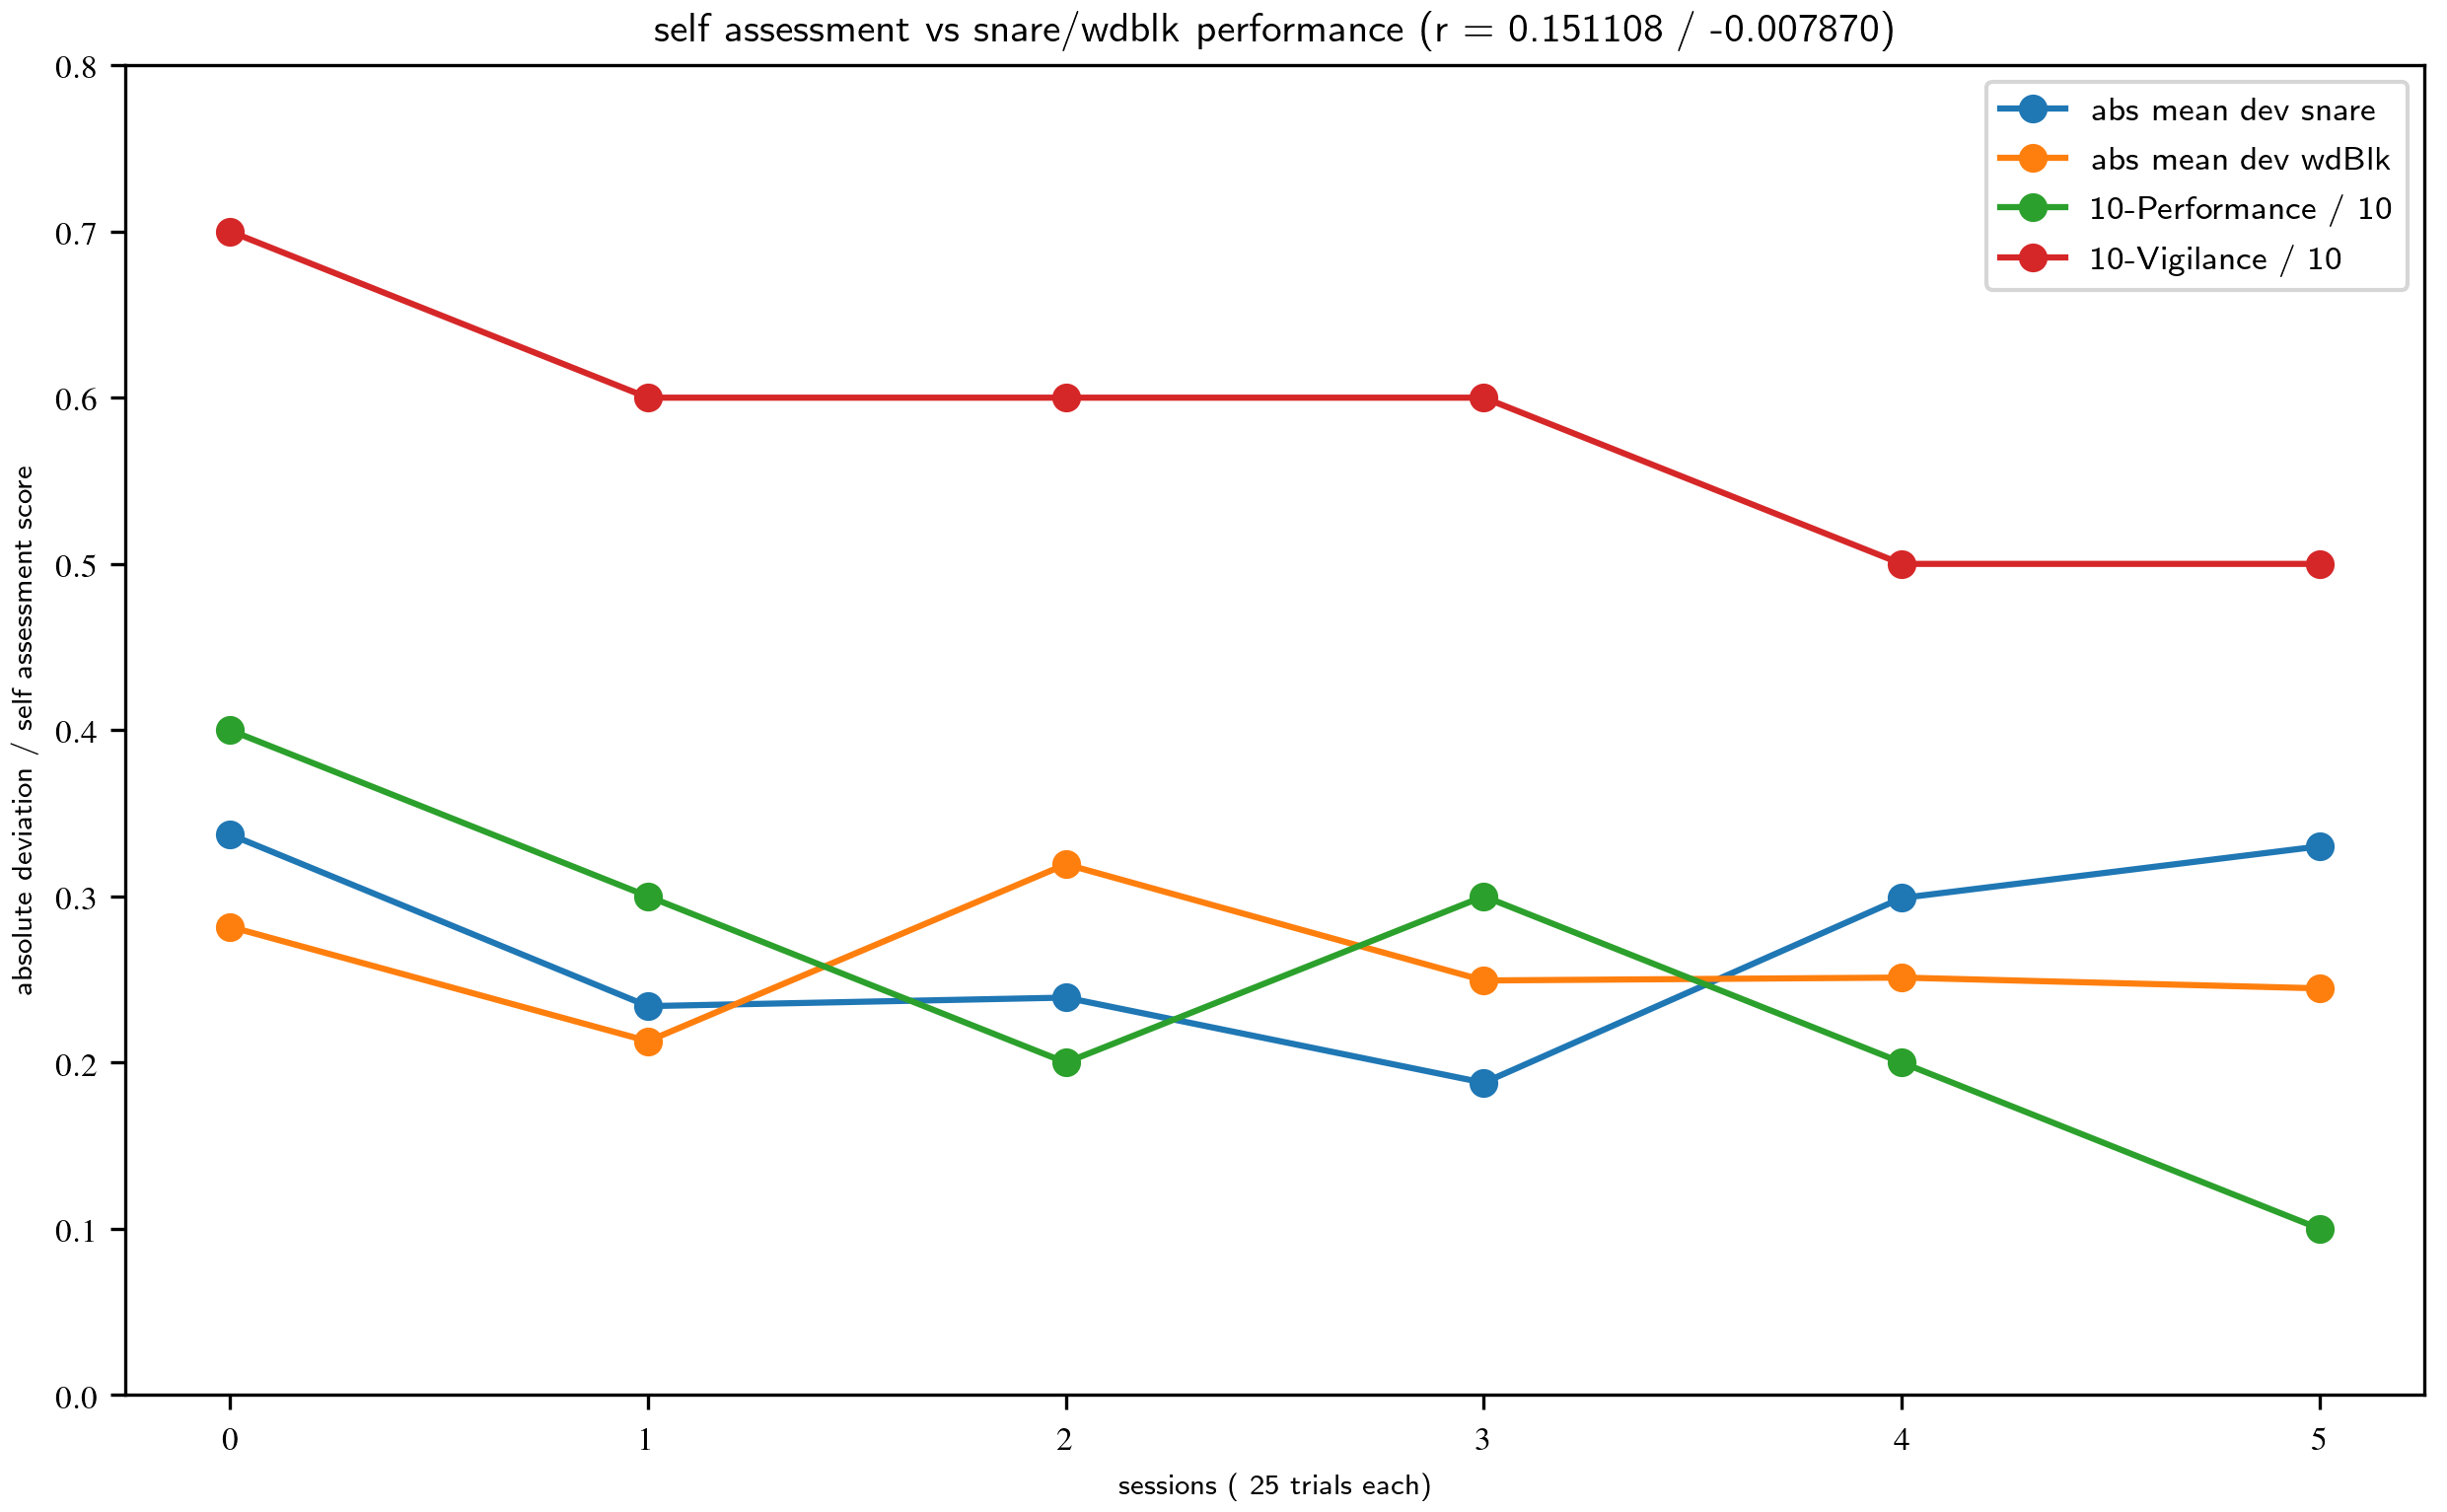 self assessment vs snare/wdblk performance (r = 0.151108 / -0.007870)
0.8
0.7
0.6
0.5
0.4
0.3
0.2
0.1
0.0
absolute deviation / self assessment score
abs mean dev snare
abs mean dev wdBlk
10-Performance / 10
10-Vigilance / 10
0 1 2 3 4 5
sessions ( 25 trials each)